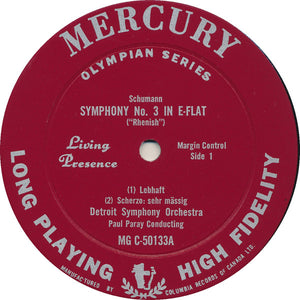 MERCURY
OLYMPIAN SERIES
Schumann
SYMPHONY No. 3 IN E-FLAT
("Rhenish")
Living
Presence
Margin Control
Side 1
(1) Lebhaft
(2) Scherzo: sehr mässig
Detroit Symphony Orchestra
Paul Paray Conducting
MG C-50133A
LONG PLAYING HIGH FIDELITY
MANUFACTURED BY COLUMBIA RECORDS OF CANADA LTD.